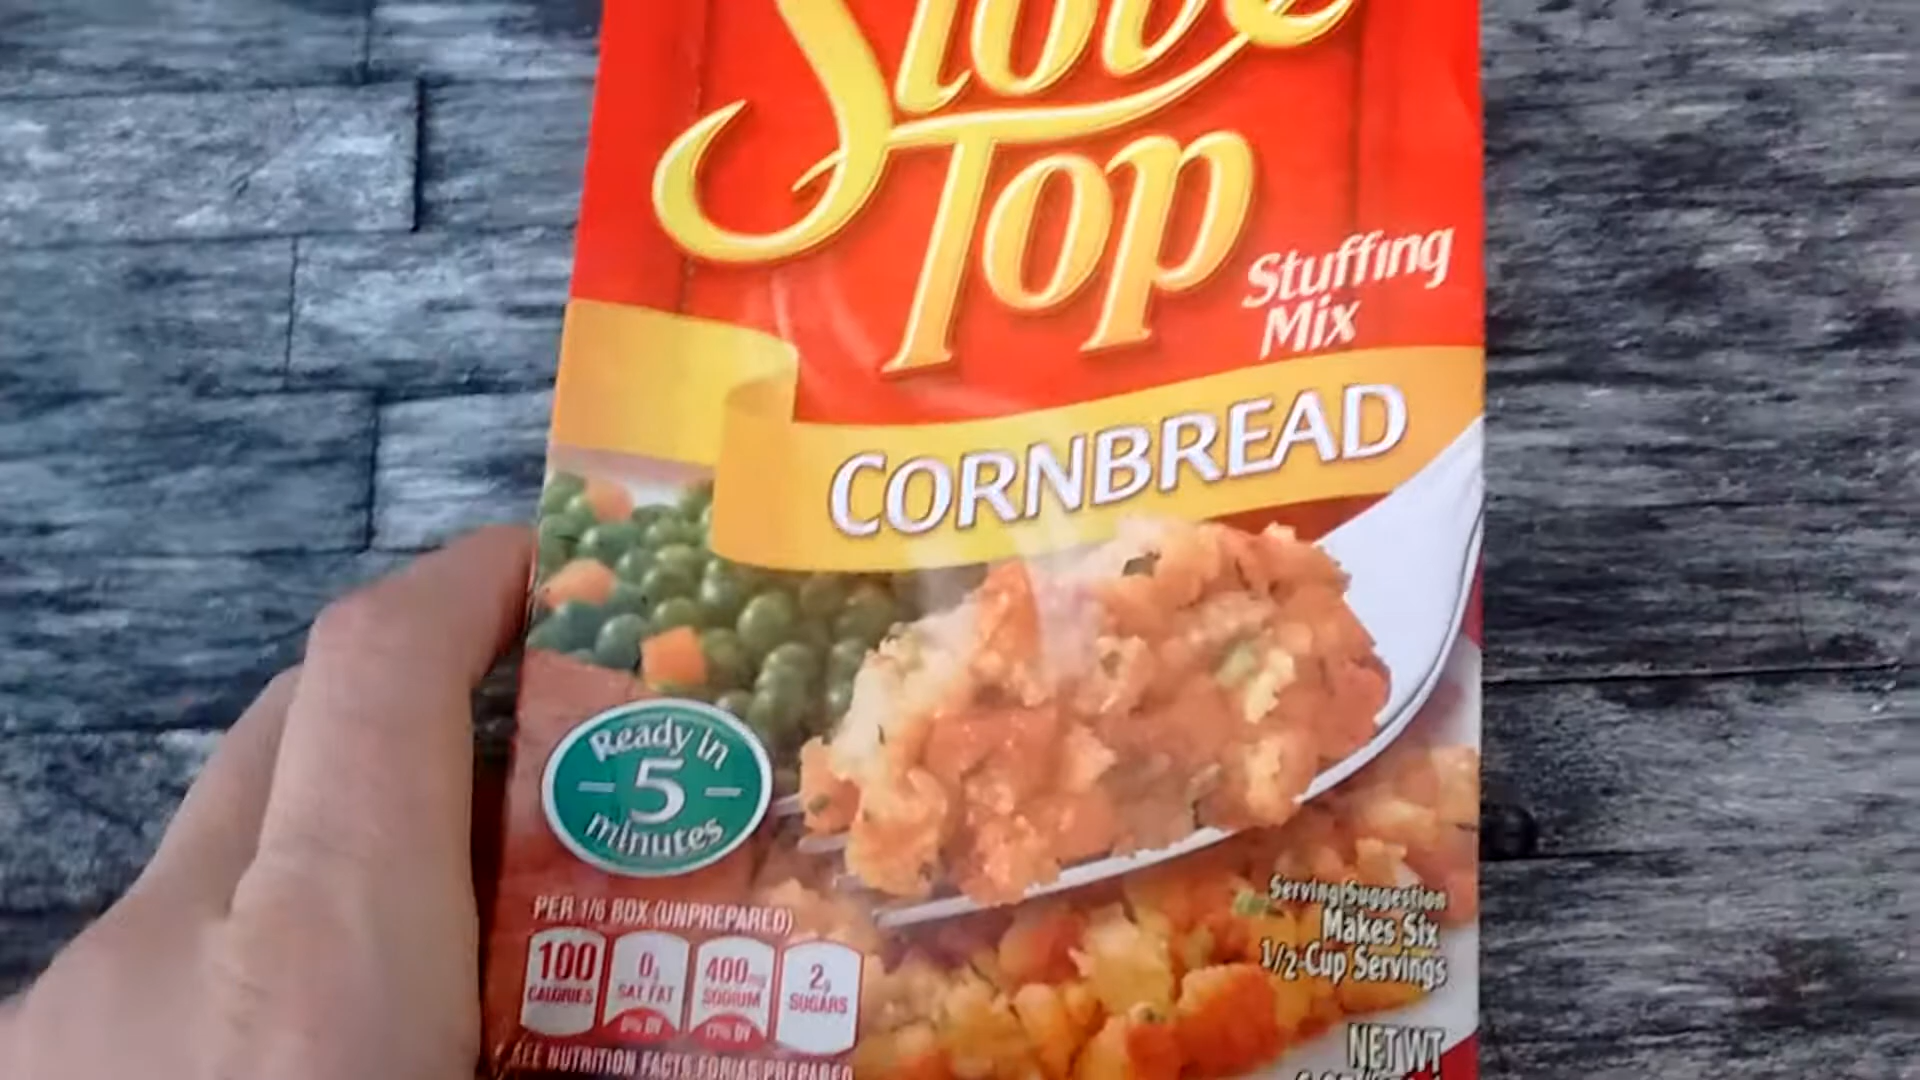 Stove
Top
Stuffing
Mix
CORNBREAD
Ready in
5
minutes
PER 1/6 BOX (UNPREPARED)
100
CALORIES
0g
SAT FAT
0% DV
400mg
SODIUM
17% DV
2g
SUGARS
SEE NUTRITION FACTS FOR AS PREPARED
Serving Suggestion
Makes Six
1/2-Cup Servings
NET WT